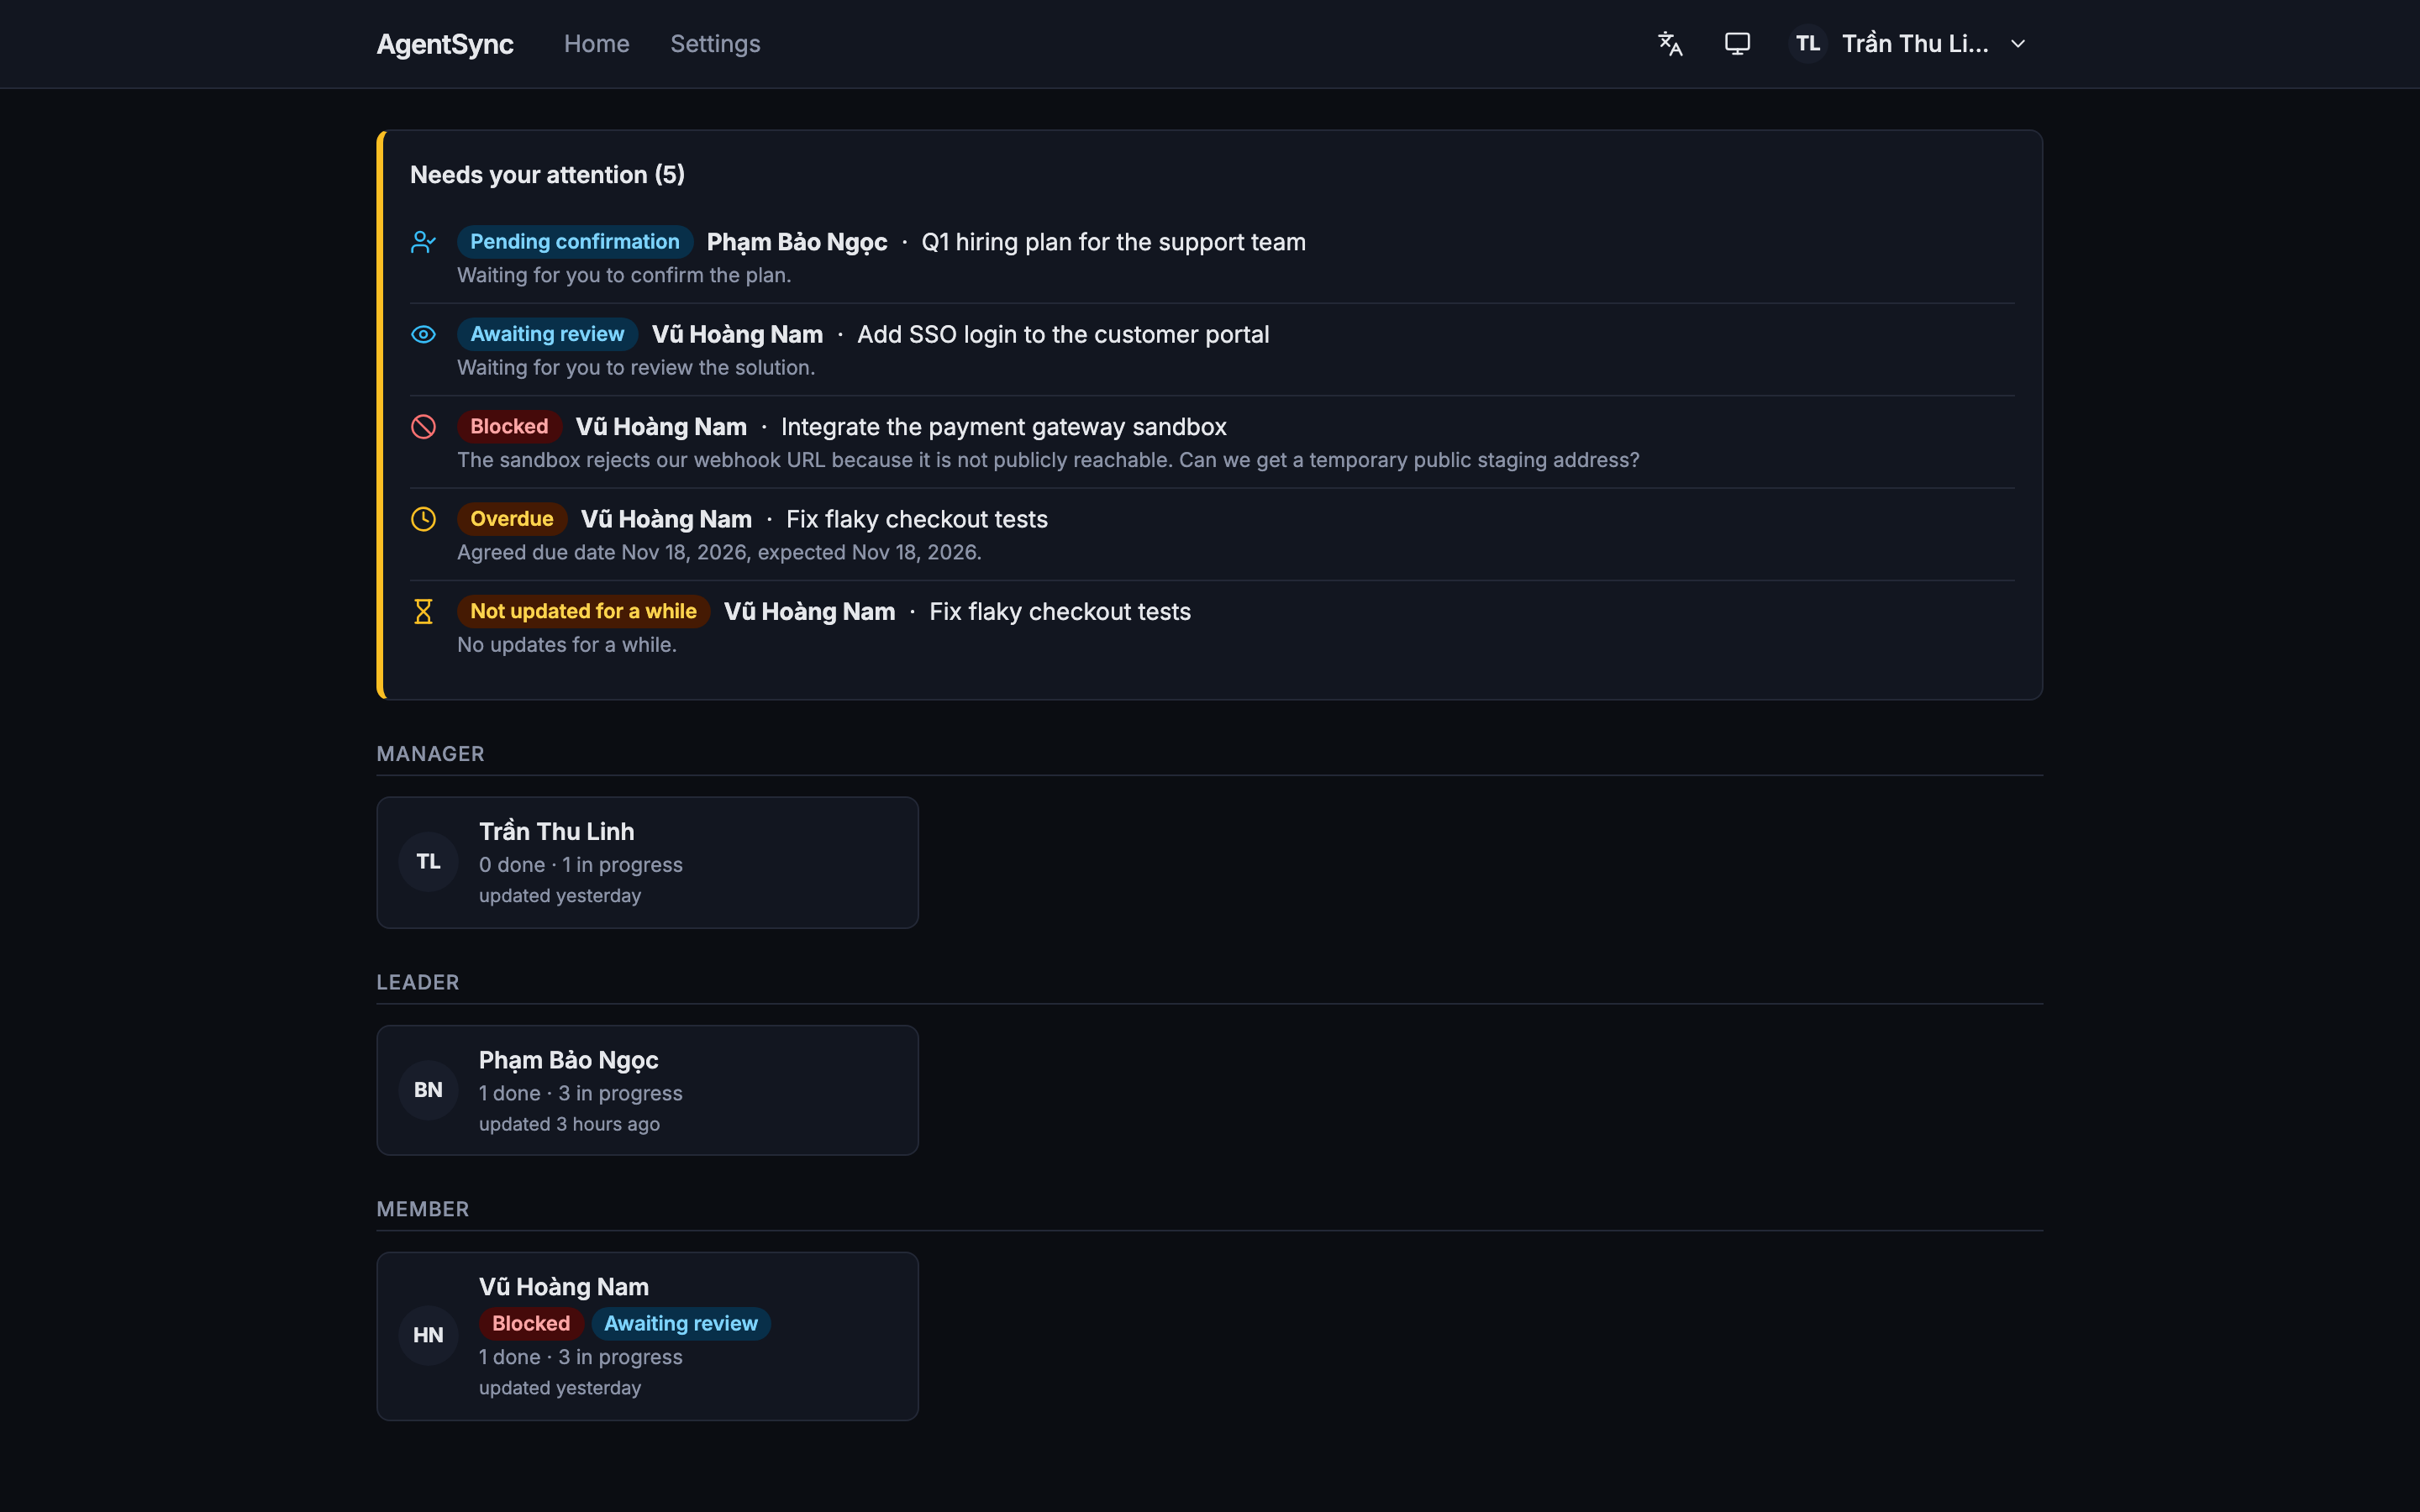 AgentSync Home Settings TL Trần Thu Li...
Needs your attention (5)
Pending confirmation Phạm Bảo Ngọc · Q1 hiring plan for the support team
Waiting for you to confirm the plan.
Awaiting review Vũ Hoàng Nam · Add SSO login to the customer portal
Waiting for you to review the solution.
Blocked Vũ Hoàng Nam · Integrate the payment gateway sandbox
The sandbox rejects our webhook URL because it is not publicly reachable. Can we get a temporary public staging address?
Overdue Vũ Hoàng Nam · Fix flaky checkout tests
Agreed due date Nov 18, 2026, expected Nov 18, 2026.
Not updated for a while Vũ Hoàng Nam · Fix flaky checkout tests
No updates for a while.
MANAGER
TL
Trần Thu Linh
0 done · 1 in progress
updated yesterday
LEADER
BN
Phạm Bảo Ngọc
1 done · 3 in progress
updated 3 hours ago
MEMBER
HN
Vũ Hoàng Nam
Blocked Awaiting review
1 done · 3 in progress
updated yesterday